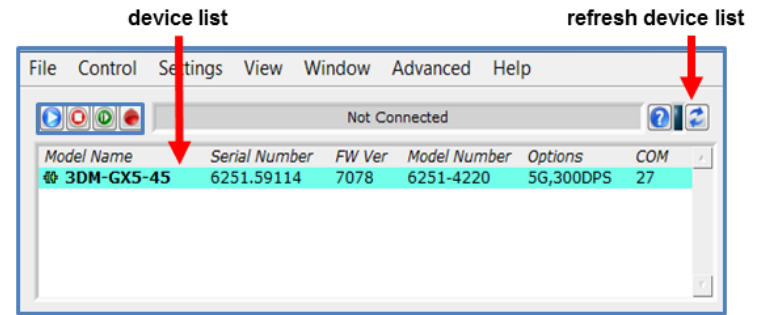 device list refresh device list
File Control Settings View Window Advanced Help
Not Connected
Model Name Serial Number FW Ver Model Number Options COM
3DM-GX5-45 6251.59114 7078 6251-4220 5G,300DPS 27